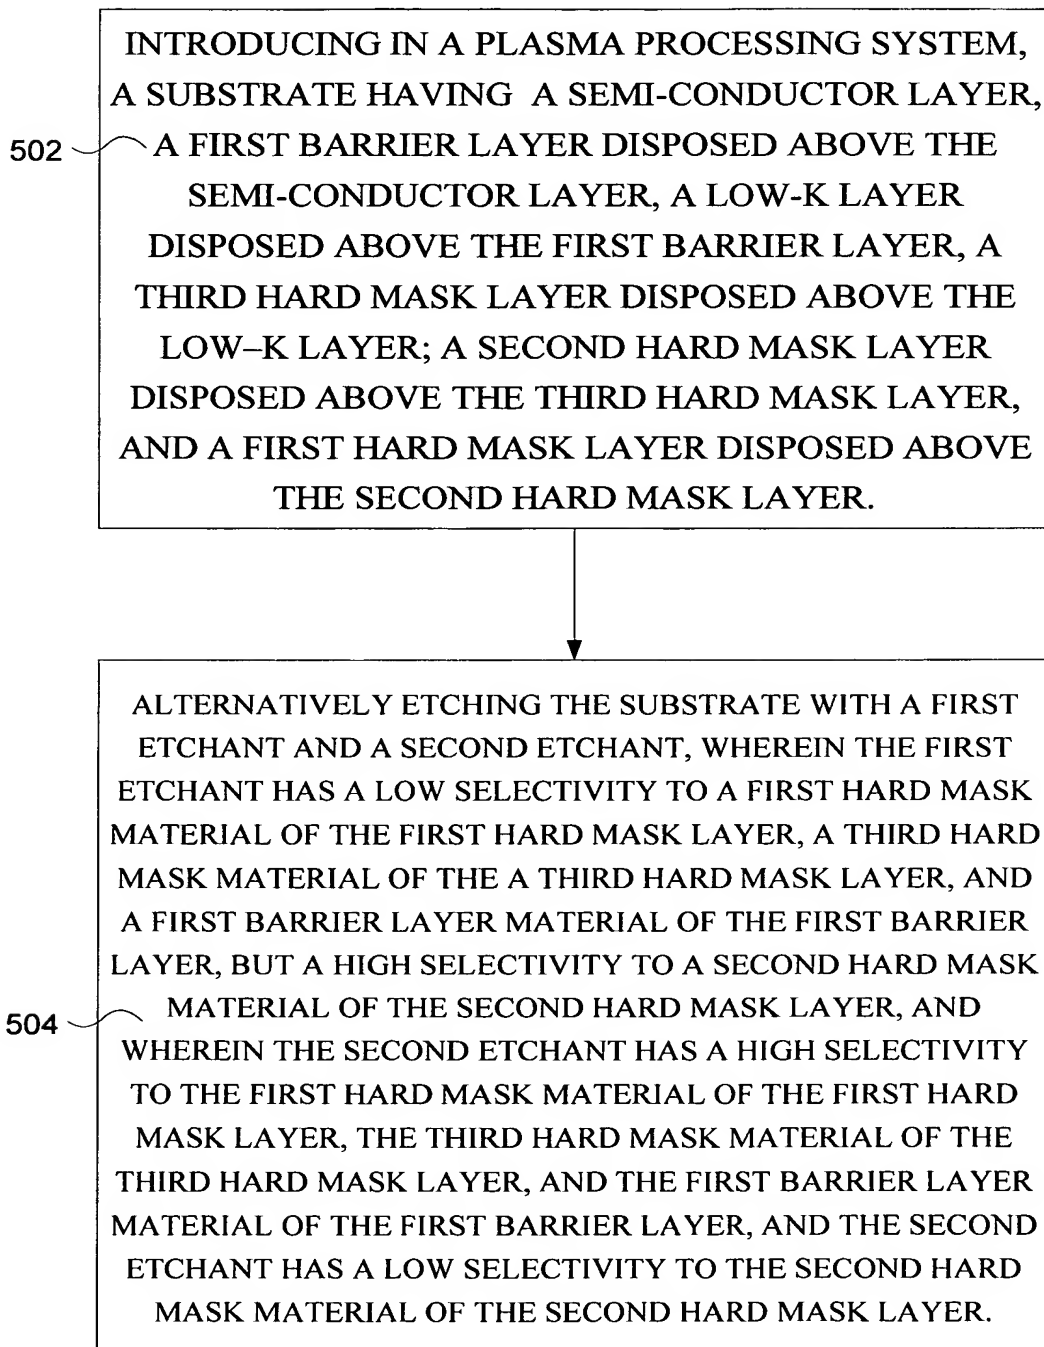 INTRODUCING IN A PLASMA PROCESSING SYSTEM,
A SUBSTRATE HAVING A SEMI-CONDUCTOR LAYER,
502
A FIRST BARRIER LAYER DISPOSED ABOVE THE
SEMI-CONDUCTOR LAYER, A LOW-K LAYER
DISPOSED ABOVE THE FIRST BARRIER LAYER, A
THIRD HARD MASK LAYER DISPOSED ABOVE THE
LOW–K LAYER; A SECOND HARD MASK LAYER
DISPOSED ABOVE THE THIRD HARD MASK LAYER,
AND A FIRST HARD MASK LAYER DISPOSED ABOVE
THE SECOND HARD MASK LAYER.
ALTERNATIVELY ETCHING THE SUBSTRATE WITH A FIRST
ETCHANT AND A SECOND ETCHANT, WHEREIN THE FIRST
ETCHANT HAS A LOW SELECTIVITY TO A FIRST HARD MASK
MATERIAL OF THE FIRST HARD MASK LAYER, A THIRD HARD
MASK MATERIAL OF THE A THIRD HARD MASK LAYER, AND
A FIRST BARRIER LAYER MATERIAL OF THE FIRST BARRIER
LAYER, BUT A HIGH SELECTIVITY TO A SECOND HARD MASK
504
MATERIAL OF THE SECOND HARD MASK LAYER, AND
WHEREIN THE SECOND ETCHANT HAS A HIGH SELECTIVITY
TO THE FIRST HARD MASK MATERIAL OF THE FIRST HARD
MASK LAYER, THE THIRD HARD MASK MATERIAL OF THE
THIRD HARD MASK LAYER, AND THE FIRST BARRIER LAYER
MATERIAL OF THE FIRST BARRIER LAYER, AND THE SECOND
ETCHANT HAS A LOW SELECTIVITY TO THE SECOND HARD
MASK MATERIAL OF THE SECOND HARD MASK LAYER.